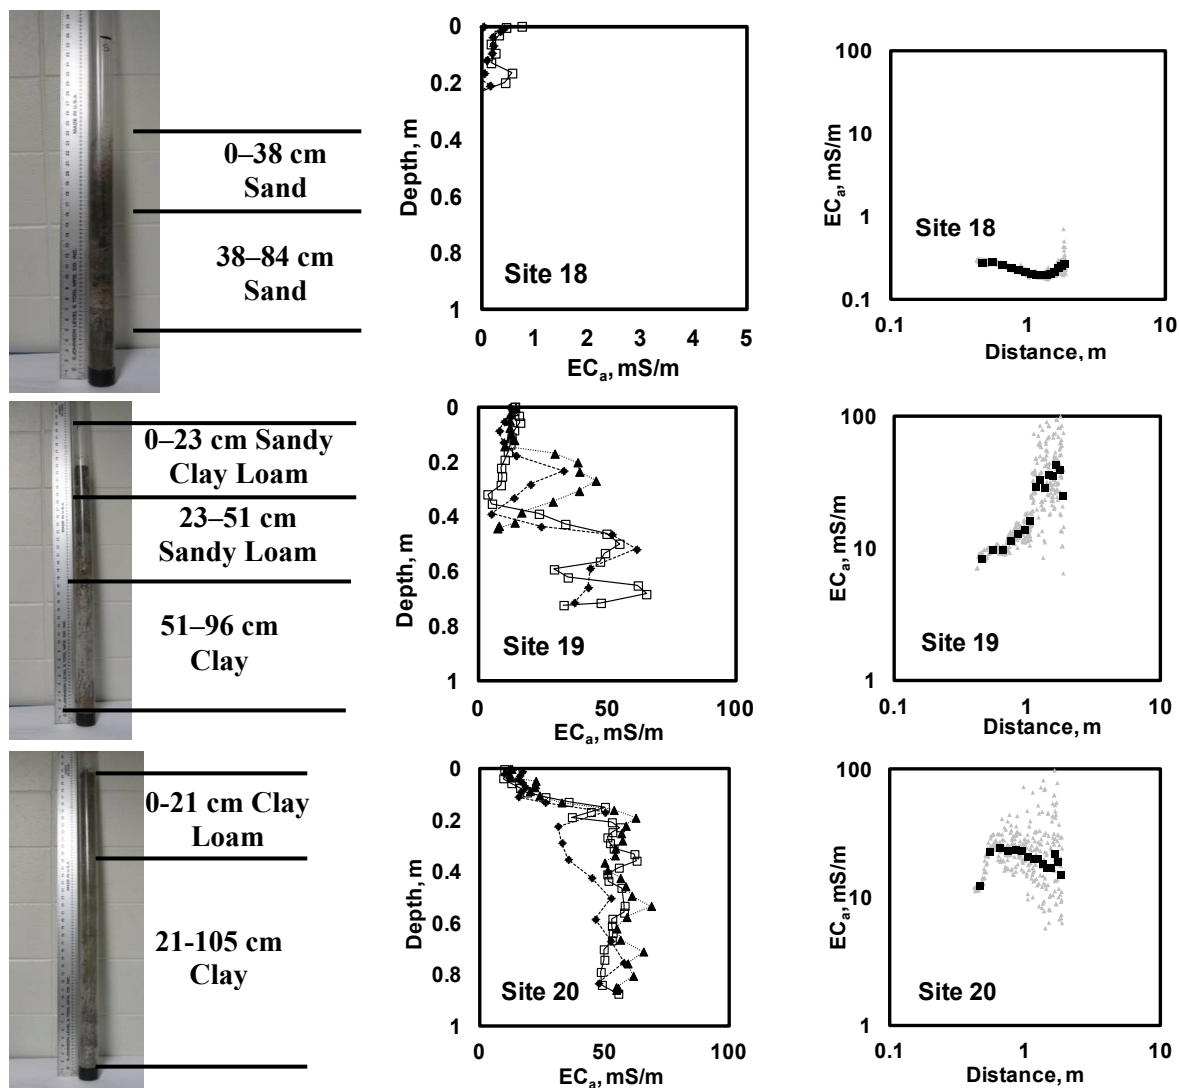 0–38 cm
Sand
38–84 cm
Sand
0
0.2
0.4
0.6
0.8
1
Depth, m
Site 18
0 1 2 3 4 5
ECa, mS/m
100
10
1
0.1
ECa, mS/m
Site 18
0.1 1 10
Distance, m
0–23 cm Sandy
Clay Loam
23–51 cm
Sandy Loam
51–96 cm
Clay
0
0.2
0.4
0.6
0.8
1
Depth, m
Site 19
0 50 100
ECa, mS/m
100
10
1
ECa, mS/m
Site 19
0.1 1 10
Distance, m
0-21 cm Clay
Loam
21-105 cm
Clay
0
0.2
0.4
0.6
0.8
1
Depth, m
Site 20
0 50 100
ECa, mS/m
100
10
1
ECa, mS/m
Site 20
0.1 1 10
Distance, m